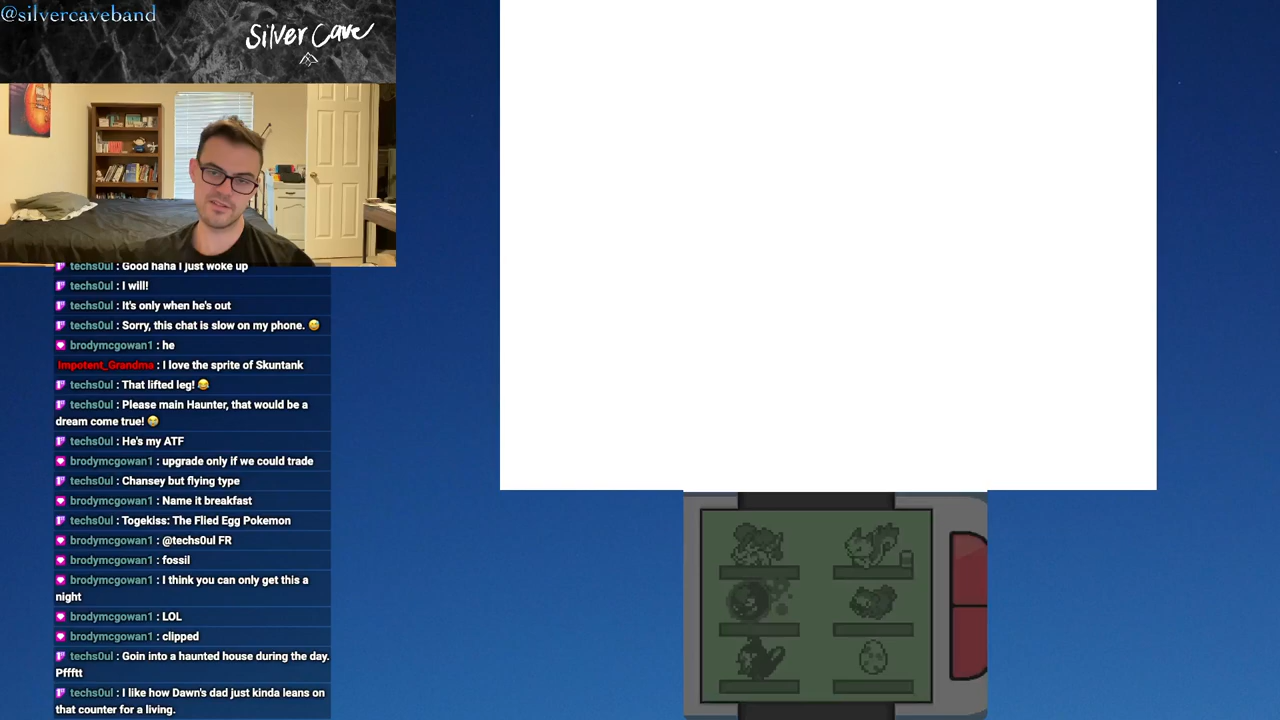 @silvercaveband
Silver Cave
techs0ul : Good haha I just woke up
techs0ul : I will!
techs0ul : It's only when he's out
techs0ul : Sorry, this chat is slow on my phone. 😅
brodymcgowan1 : he
Impotent_Grandma : I love the sprite of Skuntank
techs0ul : That lifted leg! 😂
techs0ul : Please main Haunter, that would be a
dream come true! 😭
techs0ul : He's my ATF
brodymcgowan1 : upgrade only if we could trade
techs0ul : Chansey but flying type
brodymcgowan1 : Name it breakfast
techs0ul : Togekiss: The Flied Egg Pokemon
brodymcgowan1 : @techs0ul FR
brodymcgowan1 : fossil
brodymcgowan1 : I think you can only get this a
night
brodymcgowan1 : LOL
brodymcgowan1 : clipped
techs0ul : Goin into a haunted house during the day.
Pffftt
techs0ul : I like how Dawn's dad just kinda leans on
that counter for a living.